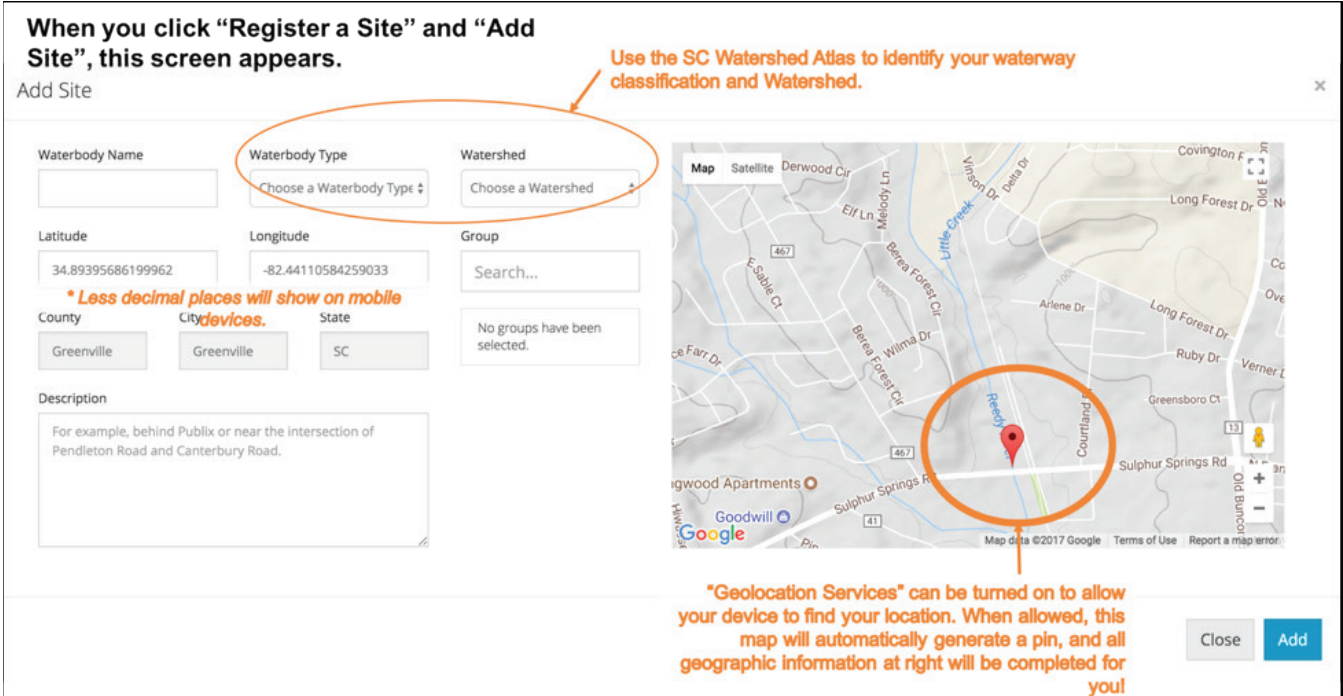 When you click “Register a Site” and “Add
Site”, this screen appears.
Use the SC Watershed Atlas to identify your waterway
classification and Watershed.
Add Site
×
Waterbody Name
Waterbody Type
Watershed
Choose a Waterbody Type
Choose a Watershed
Latitude
Longitude
Group
34.89395686199962
-82.44110584259033
Search...
* Less decimal places will show on mobile
devices.
County
City
State
Greenville
Greenville
SC
No groups have been
selected.
Description
For example, behind Publix or near the intersection of
Pendleton Road and Canterbury Road.
Map
Satellite
Derwood Cir
Melody Ln
Vinson Dr
Delta Dr
Covington
Long Forest Dr
Elf Ln
Little Creek
467
E Sable Ct
Berea Forest Cir
1000
Arlene Dr
Long Forest Dr
Berea Forest Cir
Wilma Dr
Farr Dr
Ruby Dr
Verner
Reedy
Courtland
Greensboro Ct
13
467
Sulphur Springs Rd
Apartments
Sulphur Springs Rd
Old
Goodwill
41
Google
Map data ©2017 Google
Terms of Use
Report a map error
“Geolocation Services” can be turned on to allow
your device to find your location. When allowed, this
map will automatically generate a pin, and all
geographic information at right will be completed for
you!
Close
Add